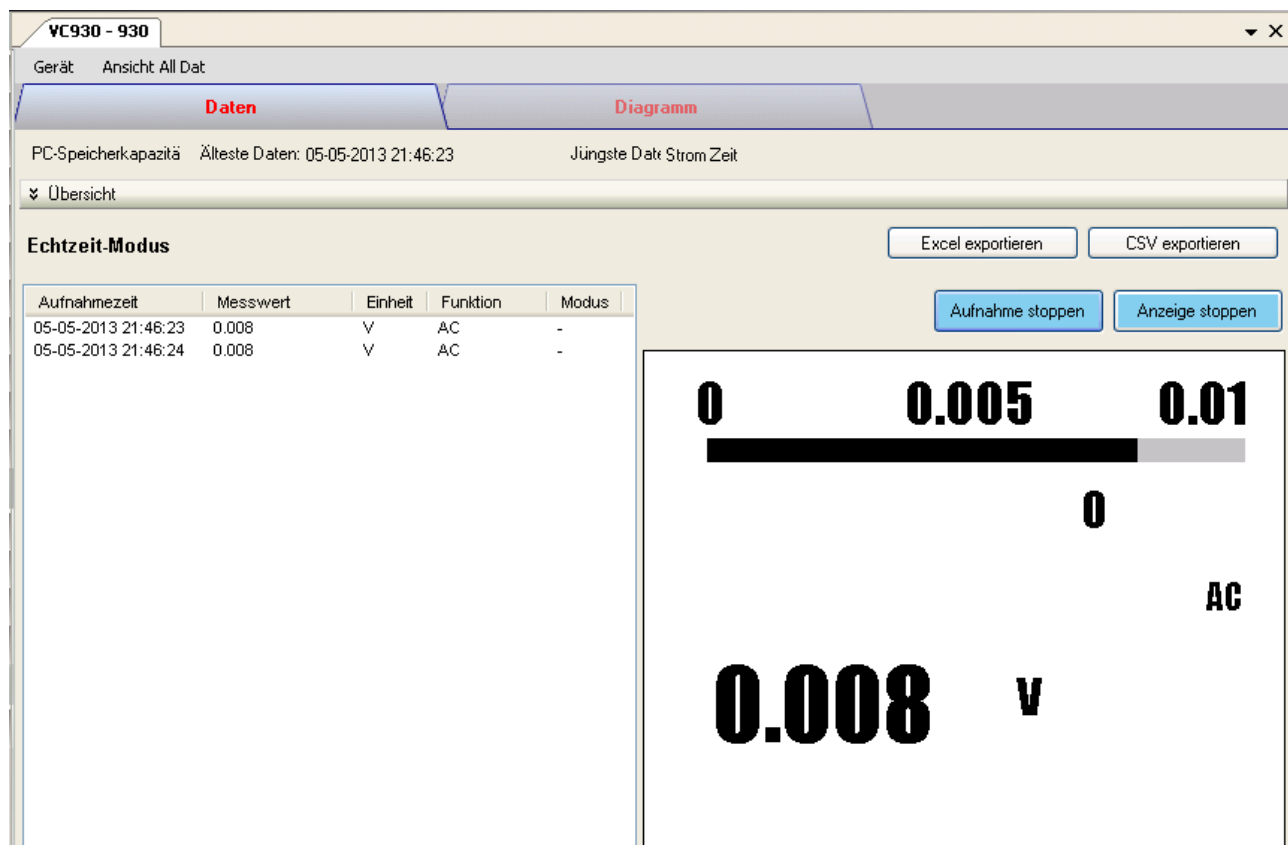 VC930 - 930
Gerät Ansicht All Dat
Daten Diagramm
PC-Speicherkapazitä Älteste Daten: 05-05-2013 21:46:23 Jüngste Date Strom Zeit
Übersicht
Echtzeit-Modus Excel exportieren CSV exportieren
Aufnahme stoppen Anzeige stoppen
Aufnahmezeit Messwert Einheit Funktion Modus
05-05-2013 21:46:23 0.008 V AC -
05-05-2013 21:46:24 0.008 V AC -
0 0.005 0.01
0
AC
0.008 V